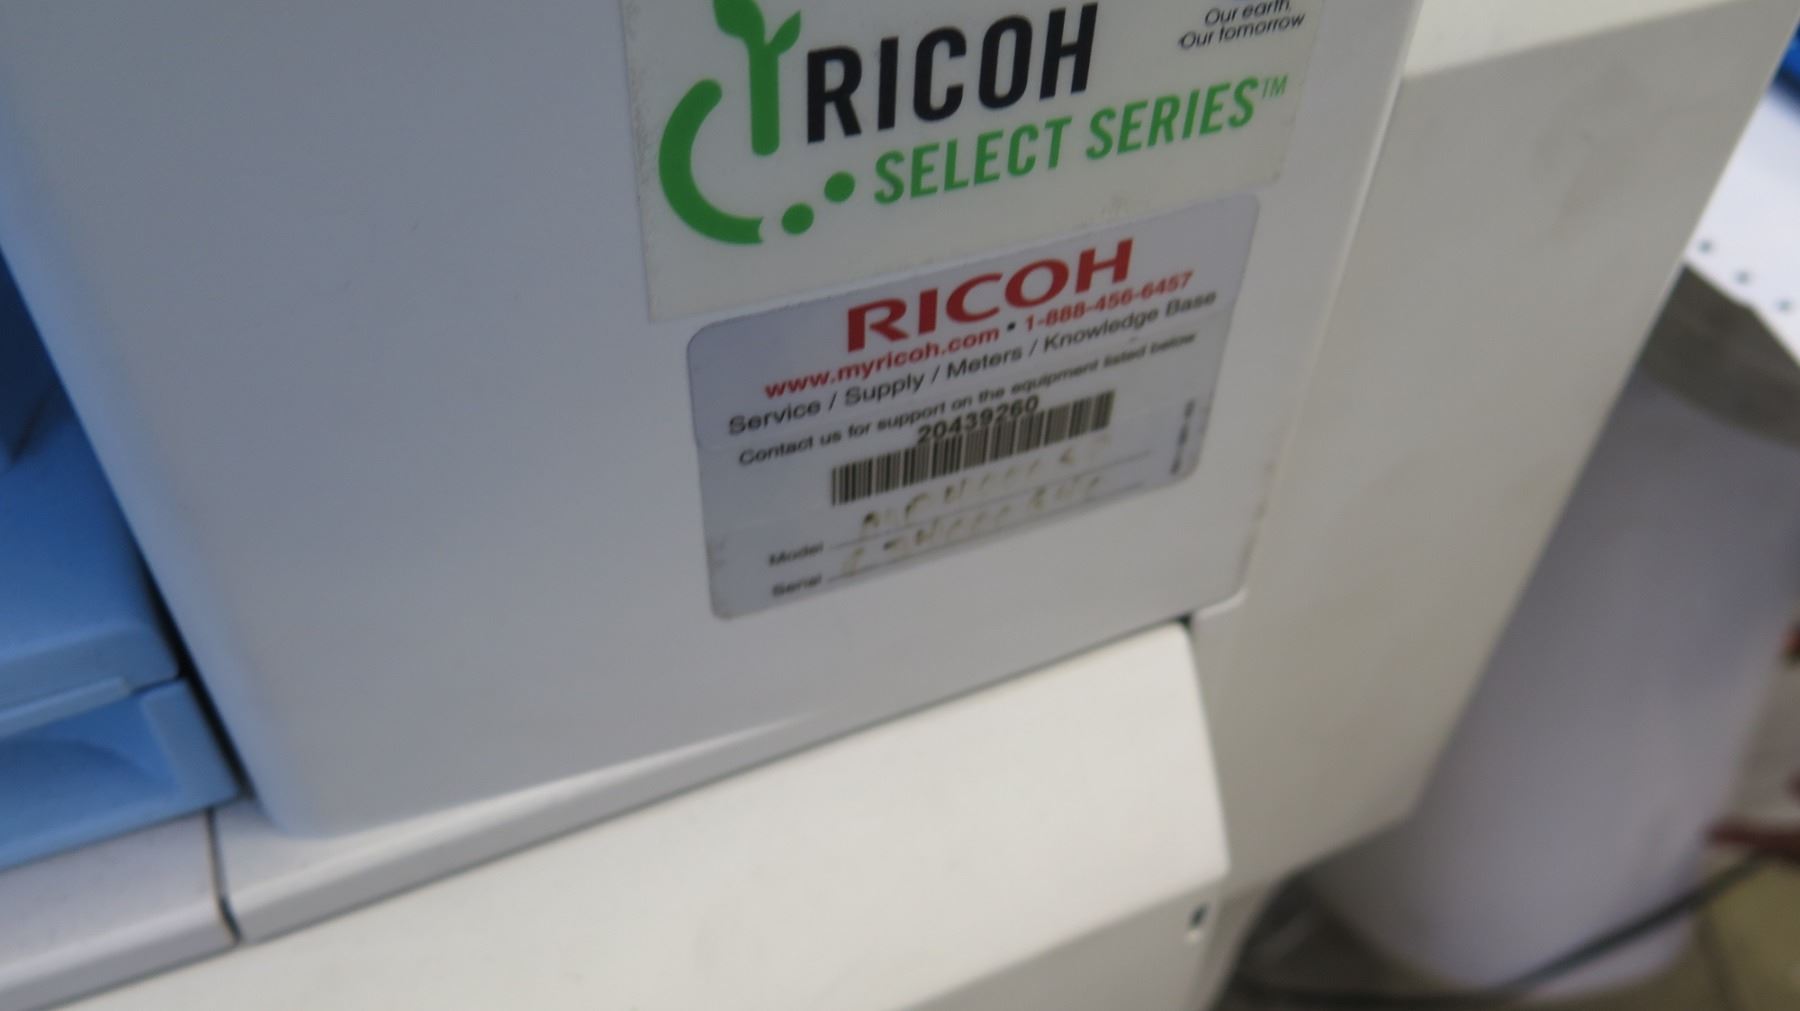 Our earth,
Our tomorrow
RICOH
SELECT SERIES™
RICOH
www.myricoh.com • 1-888-456-6457
Service / Supply / Meters / Knowledge Base
Contact us for support on the equipment listed below
20439260
Model
Serial